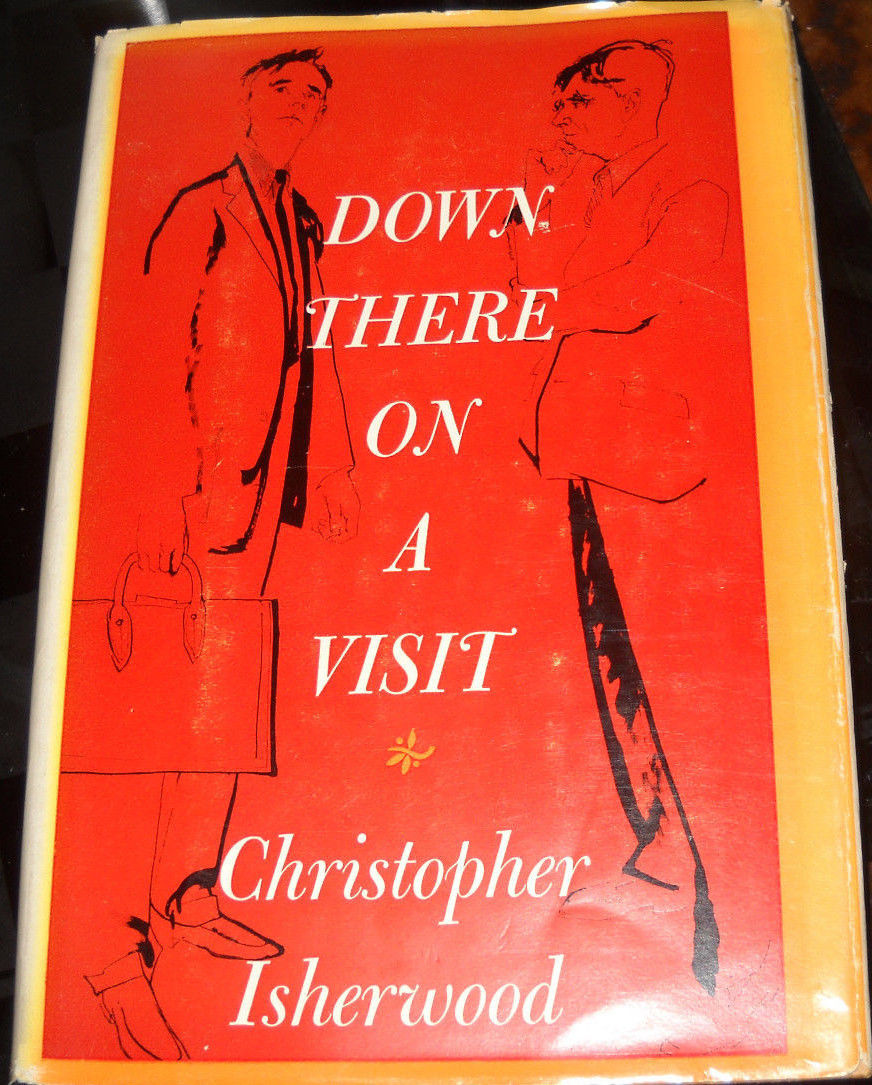 DOWN
THERE
ON
A
VISIT
Christopher
Isherwood